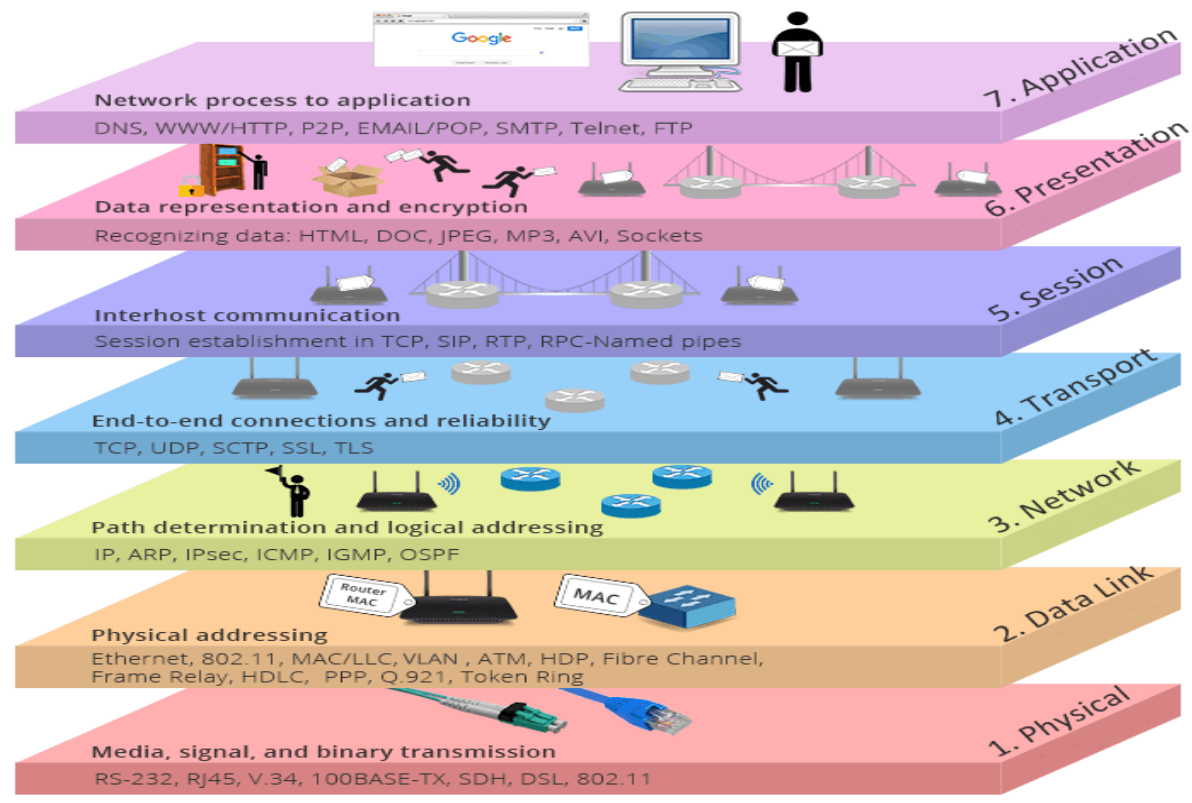 Google
7. Application
Network process to application
DNS, WWW/HTTP, P2P, EMAIL/POP, SMTP, Telnet, FTP
6. Presentation
Data representation and encryption
Recognizing data: HTML, DOC, JPEG, MP3, AVI, Sockets
5. Session
Interhost communication
Session establishment in TCP, SIP, RTP, RPC-Named pipes
4. Transport
End-to-end connections and reliability
TCP, UDP, SCTP, SSL, TLS
3. Network
Path determination and logical addressing
IP, ARP, IPsec, ICMP, IGMP, OSPF
Router
MAC
MAC
2. Data Link
Physical addressing
Ethernet, 802.11, MAC/LLC, VLAN , ATM, HDP, Fibre Channel,
Frame Relay, HDLC, PPP, Q.921, Token Ring
1. Physical
Media, signal, and binary transmission
RS-232, RJ45, V.34, 100BASE-TX, SDH, DSL, 802.11